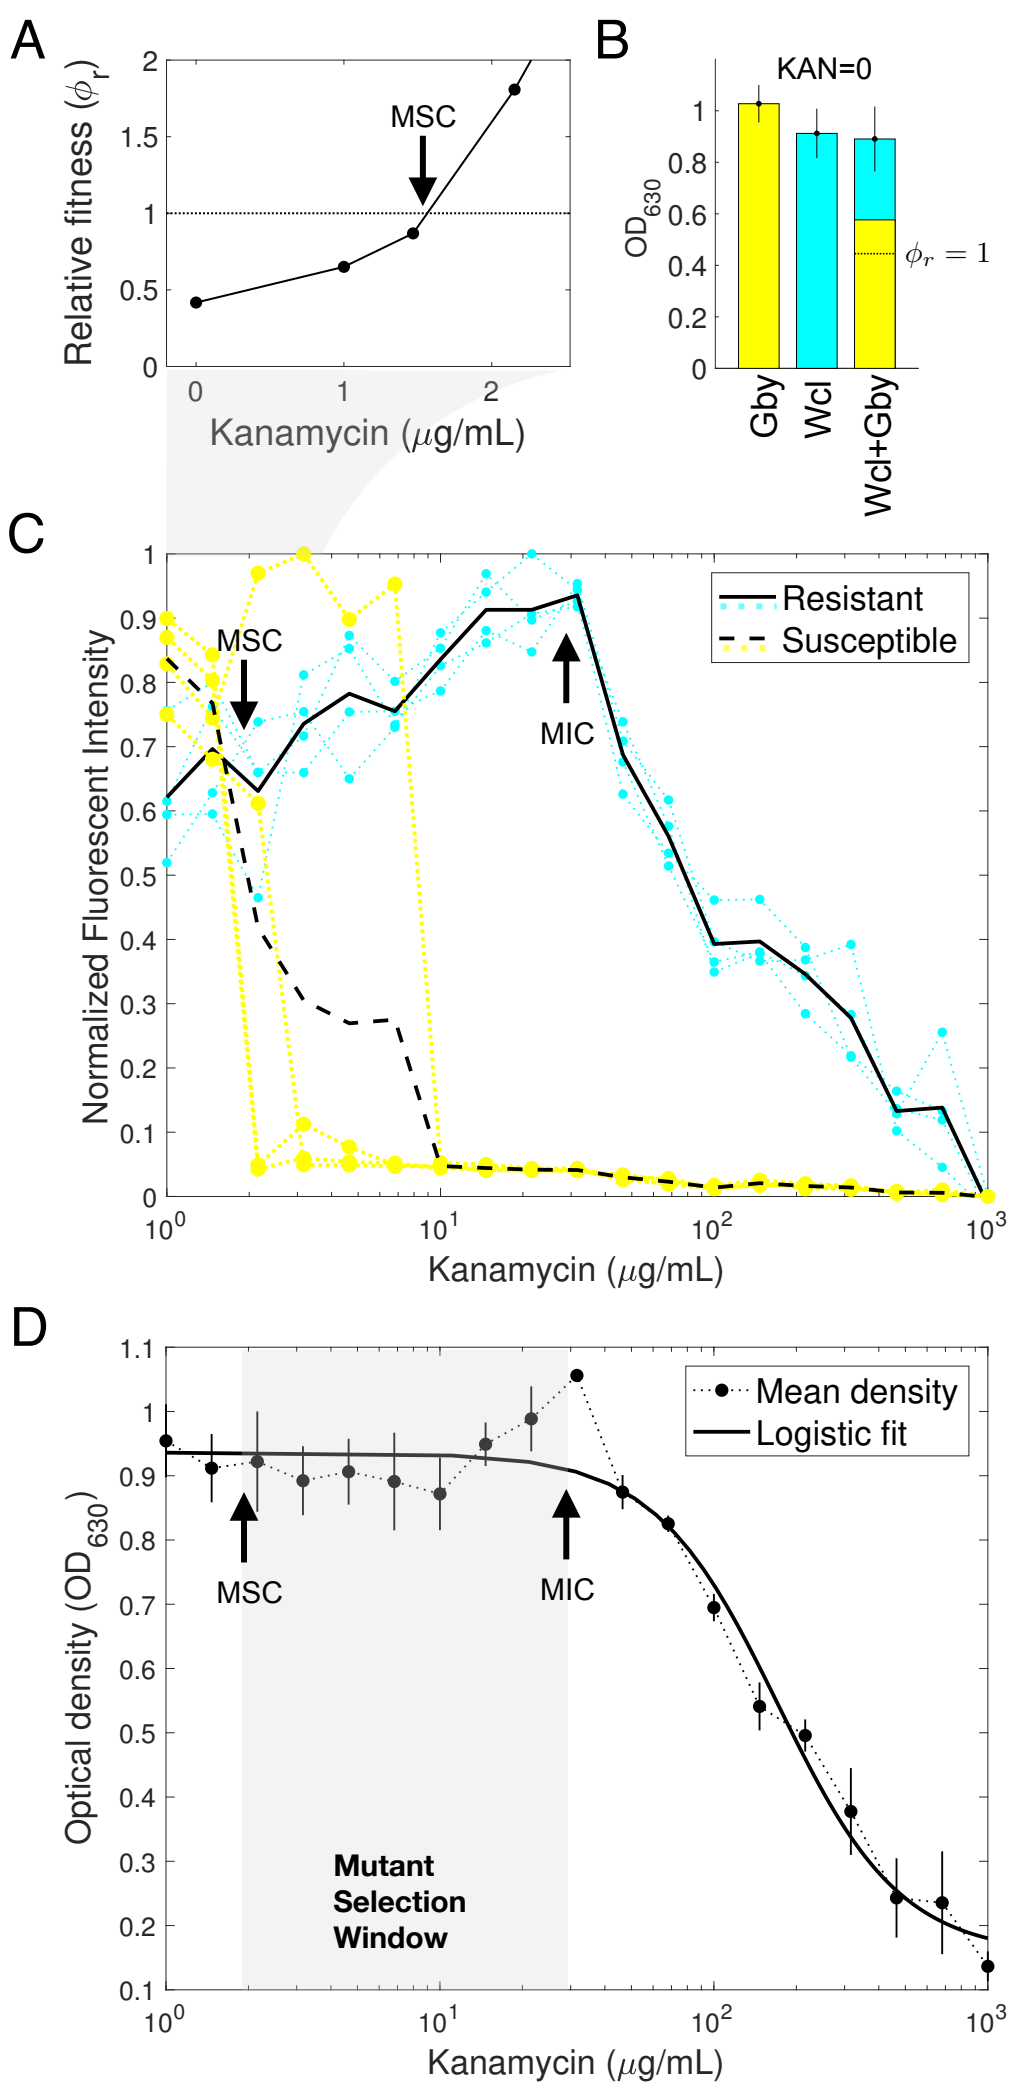 A
Relative fitness (ϕr)
2
1.5
1
0.5
0
MSC
0 1 2
Kanamycin (μg/mL)
B
KAN=0
OD630
1
0.8
0.6
0.4
0.2
0
ϕr = 1
Gby
Wcl
Wcl+Gby
C
Normalized Fluorescent Intensity
1
0.9
0.8
0.7
0.6
0.5
0.4
0.3
0.2
0.1
0
MSC
MIC
Resistant
Susceptible
10^0 10^1 10^2 10^3
Kanamycin (μg/mL)
D
Optical density (OD630)
1.1
1
0.9
0.8
0.7
0.6
0.5
0.4
0.3
0.2
0.1
Mean density
Logistic fit
MSC
MIC
Mutant
Selection
Window
10^0 10^1 10^2 10^3
Kanamycin (μg/mL)